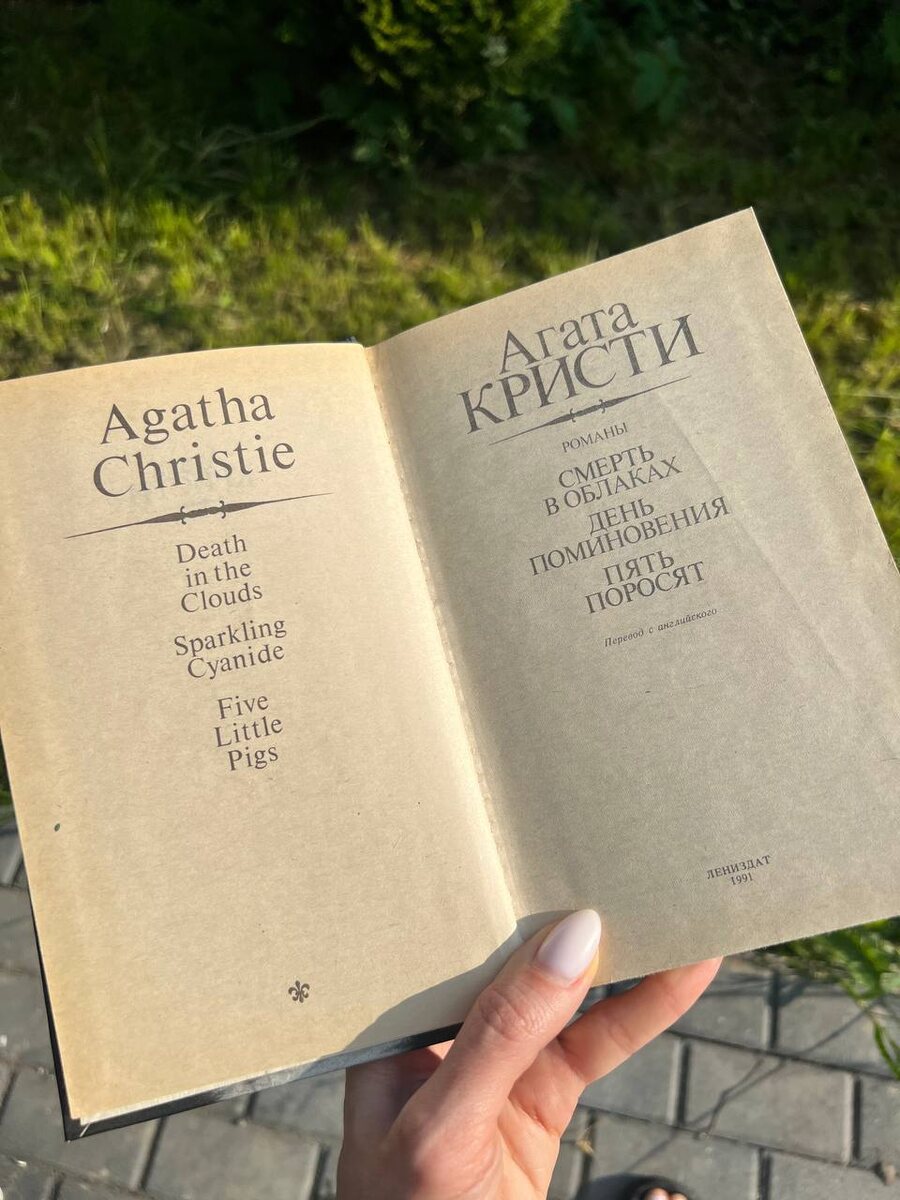 Agatha
Christie
Death
in the
Clouds
Sparkling
Cyanide
Five
Little
Pigs
Агата
КРИСТИ
РОМАНЫ
СМЕРТЬ
В ОБЛАКАХ
ДЕНЬ
ПОМИНОВЕНИЯ
ПЯТЬ
ПОРОСЯТ
Перевод с английского
ЛЕНИЗДАТ
1991